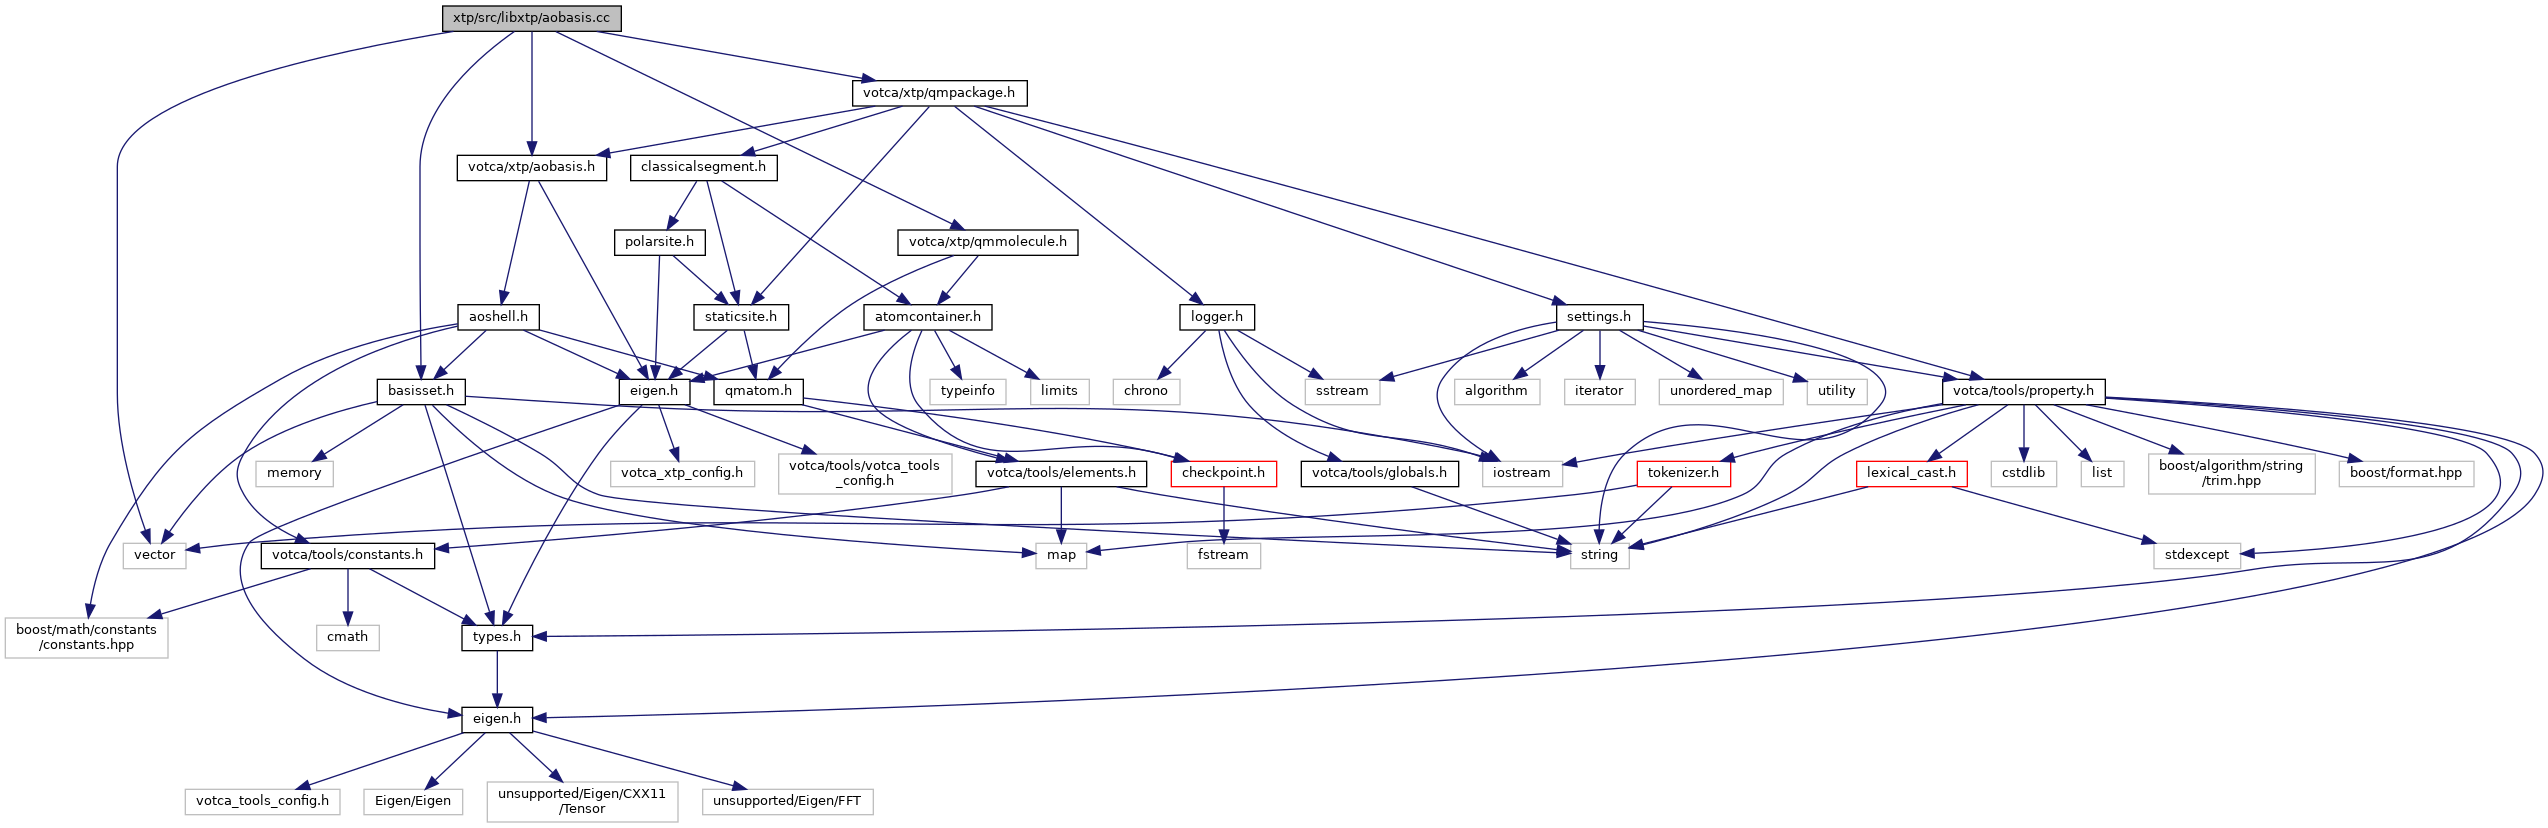 xtp/src/libxtp/aobasis.cc
votca/xtp/qmpackage.h
votca/xtp/aobasis.h
classicalsegment.h
polarsite.h
votca/xtp/qmmolecule.h
aoshell.h
staticsite.h
atomcontainer.h
logger.h
settings.h
basisset.h
eigen.h
qmatom.h
typeinfo
limits
chrono
sstream
algorithm
iterator
unordered_map
utility
votca/tools/property.h
memory
votca_xtp_config.h
votca/tools/votca_tools
_config.h
votca/tools/elements.h
checkpoint.h
votca/tools/globals.h
iostream
tokenizer.h
lexical_cast.h
cstdlib
list
boost/algorithm/string
/trim.hpp
boost/format.hpp
vector
votca/tools/constants.h
map
fstream
string
stdexcept
boost/math/constants
/constants.hpp
cmath
types.h
eigen.h
votca_tools_config.h
Eigen/Eigen
unsupported/Eigen/CXX11
/Tensor
unsupported/Eigen/FFT